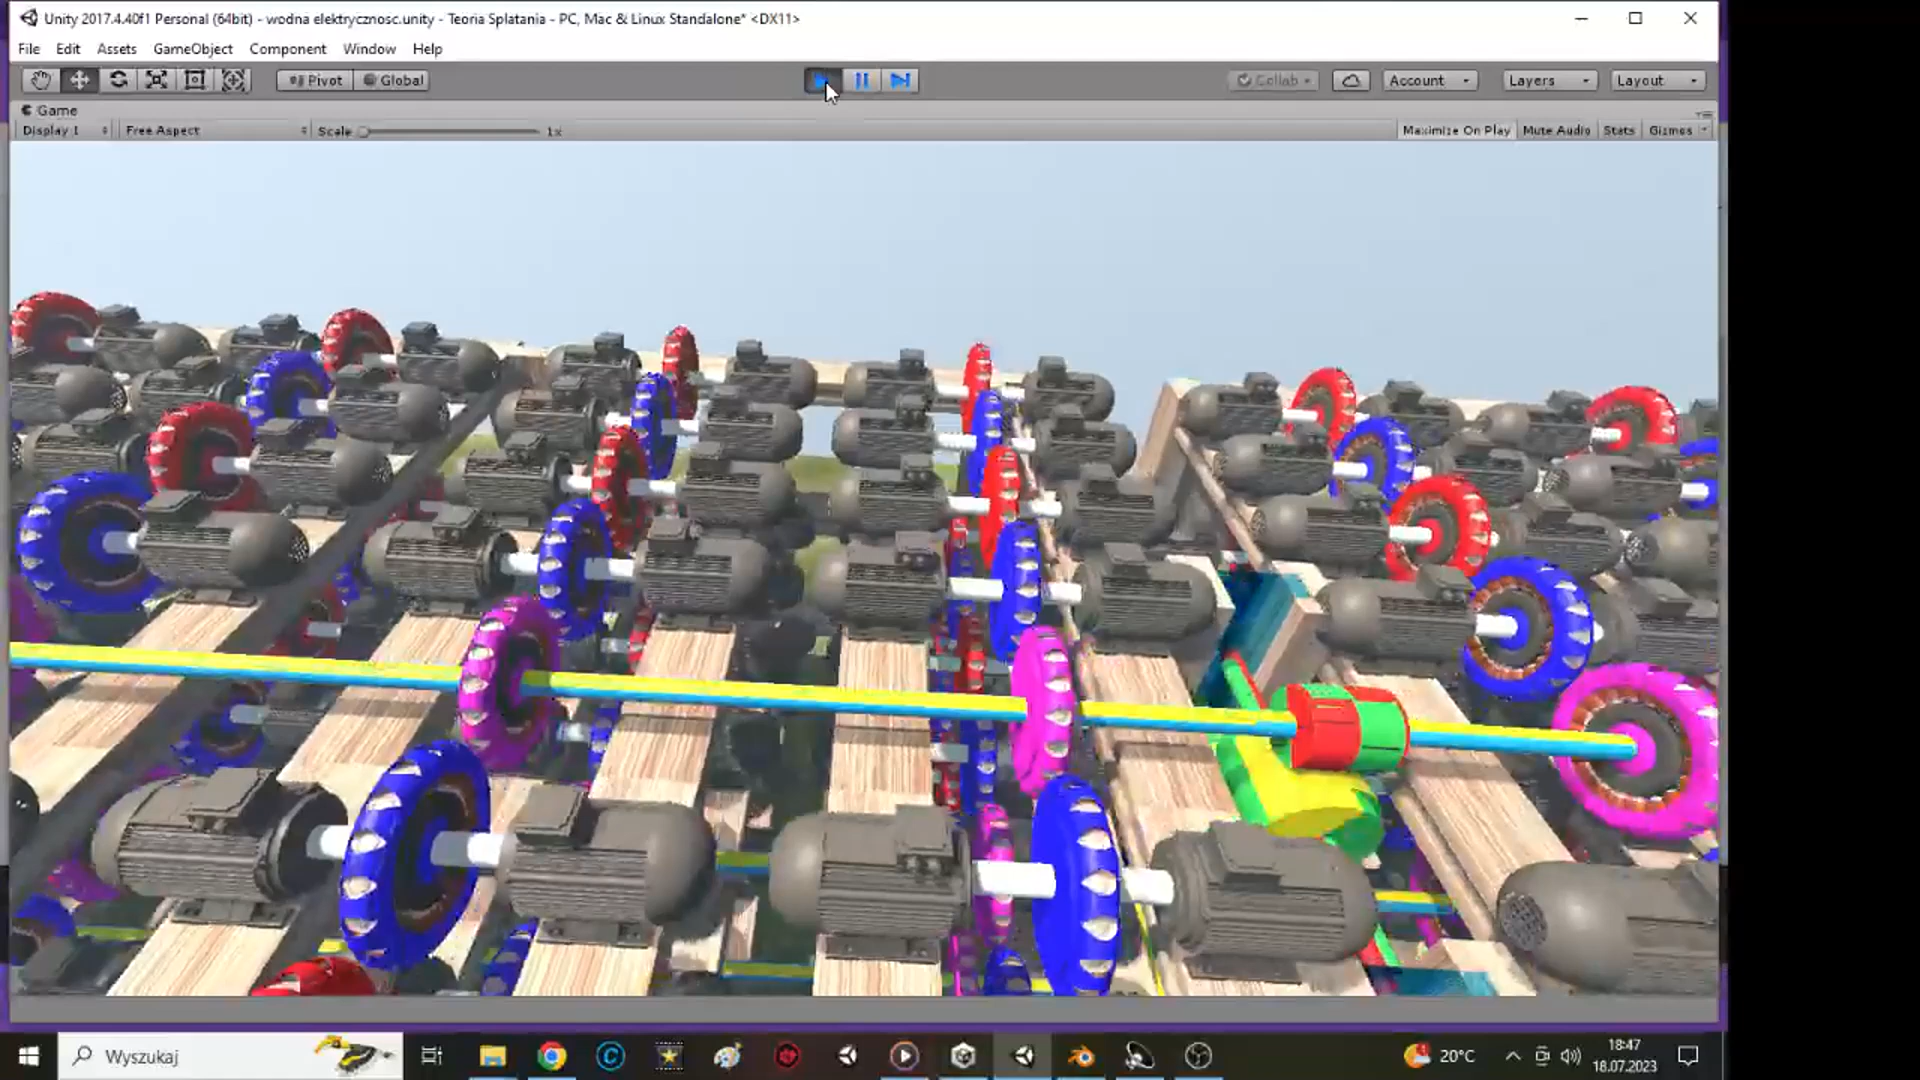 Unity 2017.4.40f1 Personal (64bit) - wodna elektrycznosc.unity - Teoria Splatania - PC, Mac & Linux Standalone* <DX11>
File Edit Assets GameObject Component Window Help
Pivot Global Collab Account Layers Layout
Game
Display 1 Free Aspect Scale 1x Maximize On Play Mute Audio Stats Gizmos
Wyszukaj 20°C 18:47
18.07.2023